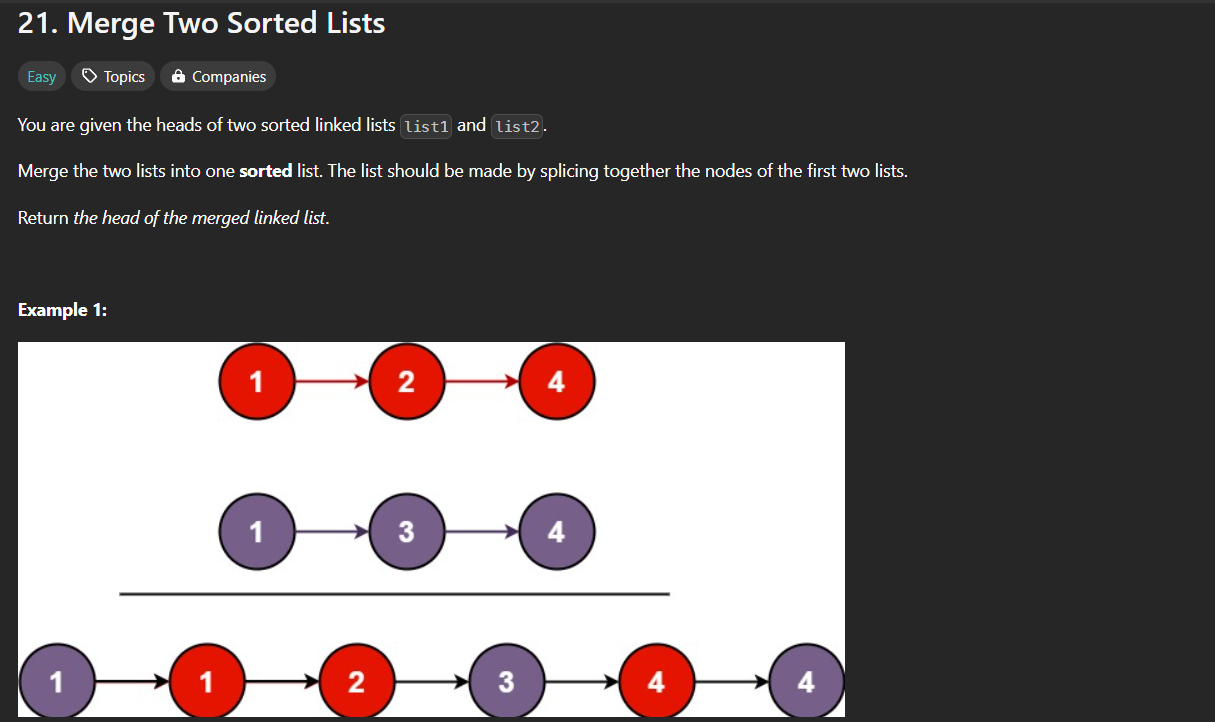 21. Merge Two Sorted Lists
Easy Topics Companies
You are given the heads of two sorted linked lists list1 and list2.
Merge the two lists into one sorted list. The list should be made by splicing together the nodes of the first two lists.
Return the head of the merged linked list.
Example 1:
1 2 4
1 3 4
1 1 2 3 4 4